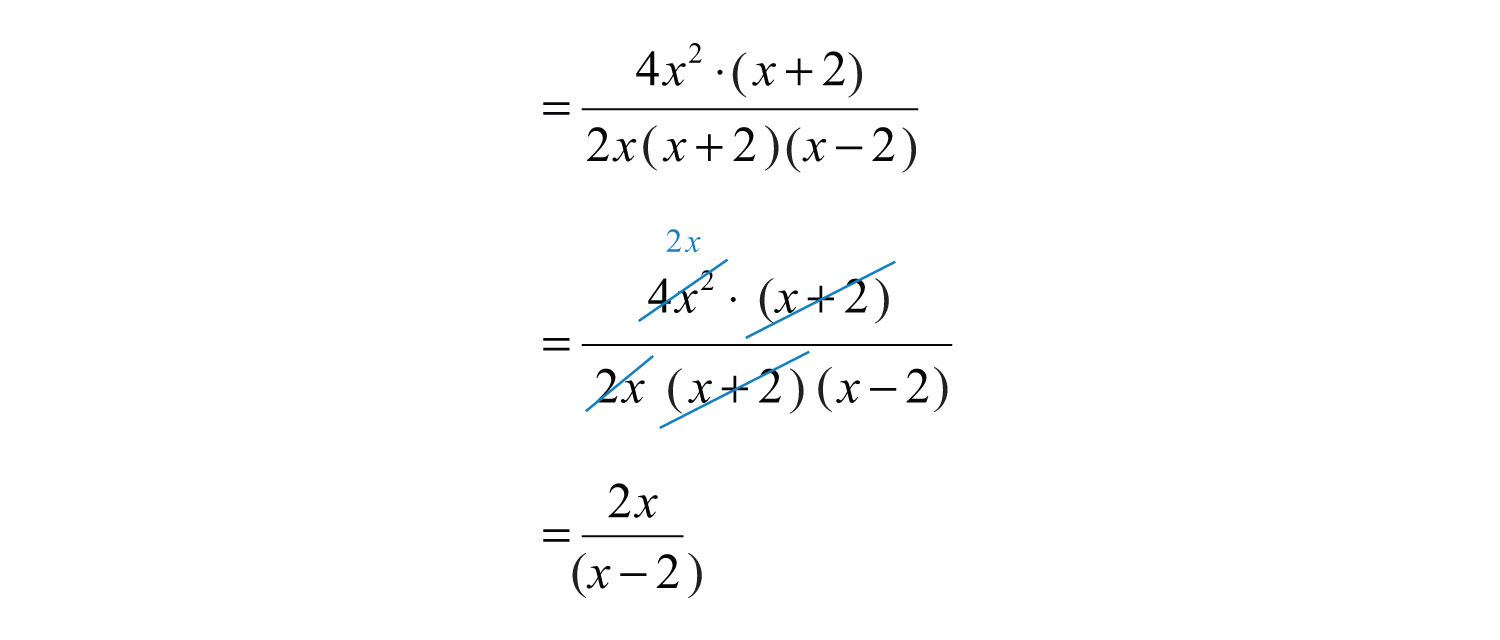 = 4x² · (x + 2)
2x(x + 2)(x − 2)
2x
= 4x² · (x + 2)
2x (x + 2)(x − 2)
= 2x
(x − 2)